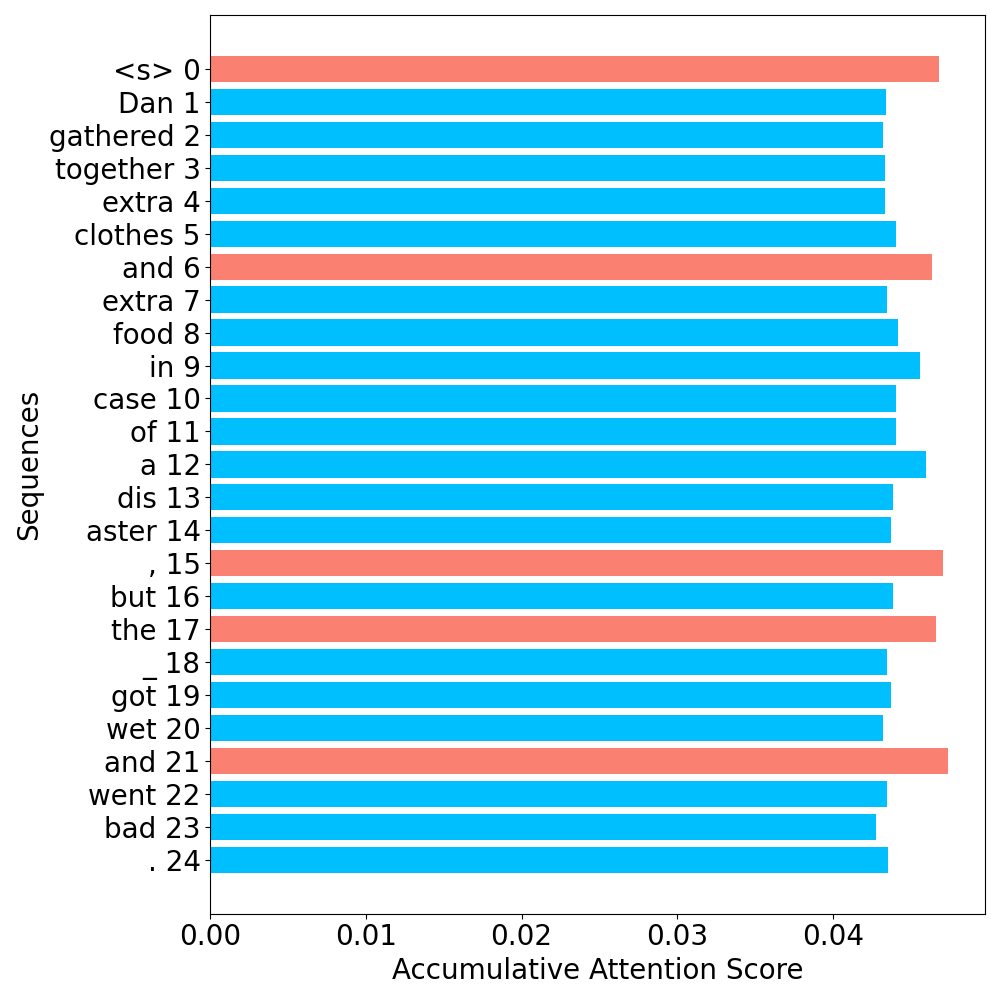 <s> 0
Dan 1
gathered 2
together 3
extra 4
clothes 5
and 6
extra 7
food 8
in 9
case 10
of 11
a 12
dis 13
aster 14
, 15
but 16
the 17
_ 18
got 19
wet 20
and 21
went 22
bad 23
. 24
Sequences
0.00 0.01 0.02 0.03 0.04
Accumulative Attention Score